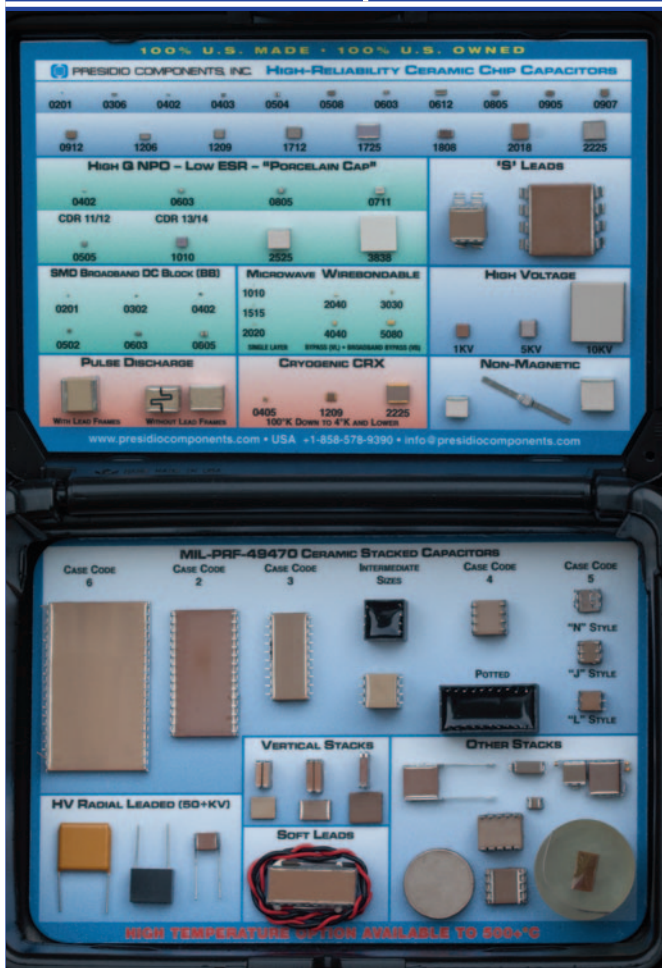 100% U.S. MADE • 100% U.S. OWNED
PRESIDIO COMPONENTS, INC. HIGH-RELIABILITY CERAMIC CHIP CAPACITORS
0201 0306 0402 0403 0504 0508 0603 0612 0805 0905 0907
0912 1206 1209 1712 1725 1808 2018 2225
HIGH Q NPO – LOW ESR – "PORCELAIN CAP"
0402 0603 0805 0711
CDR 11/12 CDR 13/14
0505 1010 2525 3838
'S' LEADS
SMD BROADBAND DC BLOCK (BB)
0201 0302 0402
0502 0603 0805
MICROWAVE WIREBONDABLE
1010
2040 3030
1515
2020 4040 5080
SINGLE LAYER BYPASS (VL) • BROADBAND BYPASS (VB)
HIGH VOLTAGE
1KV 5KV 10KV
PULSE DISCHARGE
WITH LEAD FRAMES WITHOUT LEAD FRAMES
CRYOGENIC CRX
0405 1209 2225
100°K DOWN TO 4°K AND LOWER
NON-MAGNETIC
www.presidiocomponents.com • USA +1-858-578-9390 • info@presidiocomponents.com
MIL-PRF-49470 CERAMIC STACKED CAPACITORS
CASE CODE 
6
CASE CODE
2
CASE CODE
3
INTERMEDIATE
SIZES
CASE CODE
4
CASE CODE
5
"N" STYLE
POTTED
"J" STYLE
"L" STYLE
VERTICAL STACKS
OTHER STACKS
HV RADIAL LEADED (50+KV)
SOFT LEADS
HIGH TEMPERATURE OPTION AVAILABLE TO 500+°C